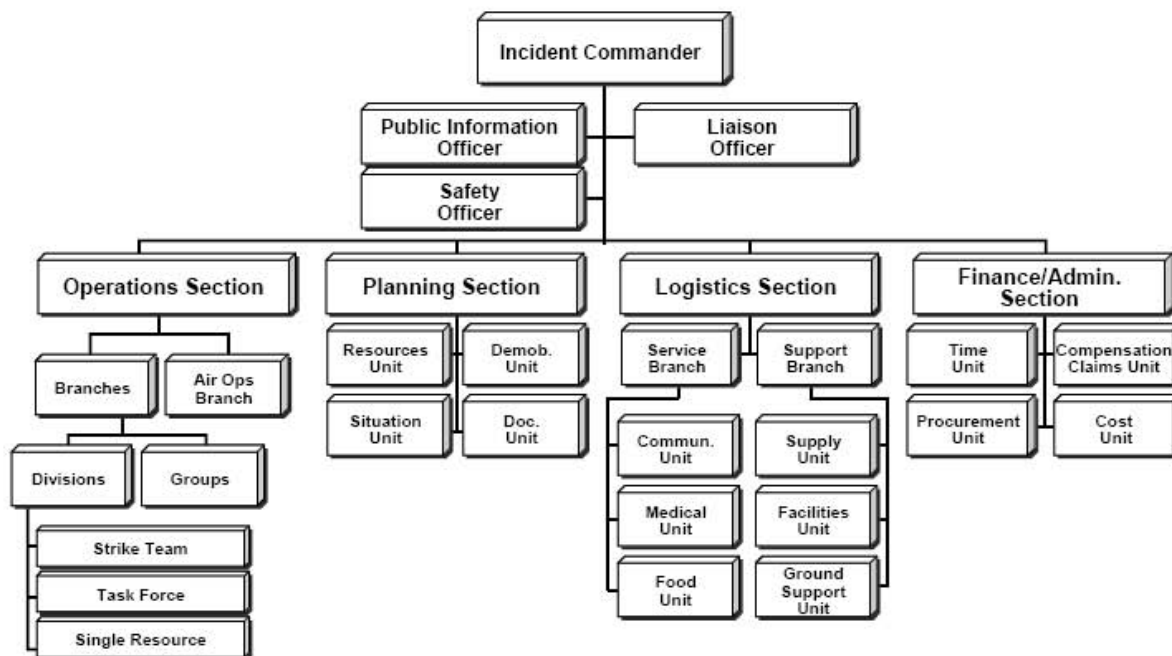 Incident Commander
Public Information
Officer
Liaison
Officer
Safety
Officer
Operations Section
Planning Section
Logistics Section
Finance/Admin.
Section
Branches
Air Ops
Branch
Resources
Unit
Demob.
Unit
Service
Branch
Support
Branch
Time
Unit
Compensation
Claims Unit
Situation
Unit
Doc.
Unit
Procurement
Unit
Cost
Unit
Divisions
Groups
Commun.
Unit
Supply
Unit
Medical
Unit
Facilities
Unit
Strike Team
Task Force
Single Resource
Food
Unit
Ground
Support
Unit